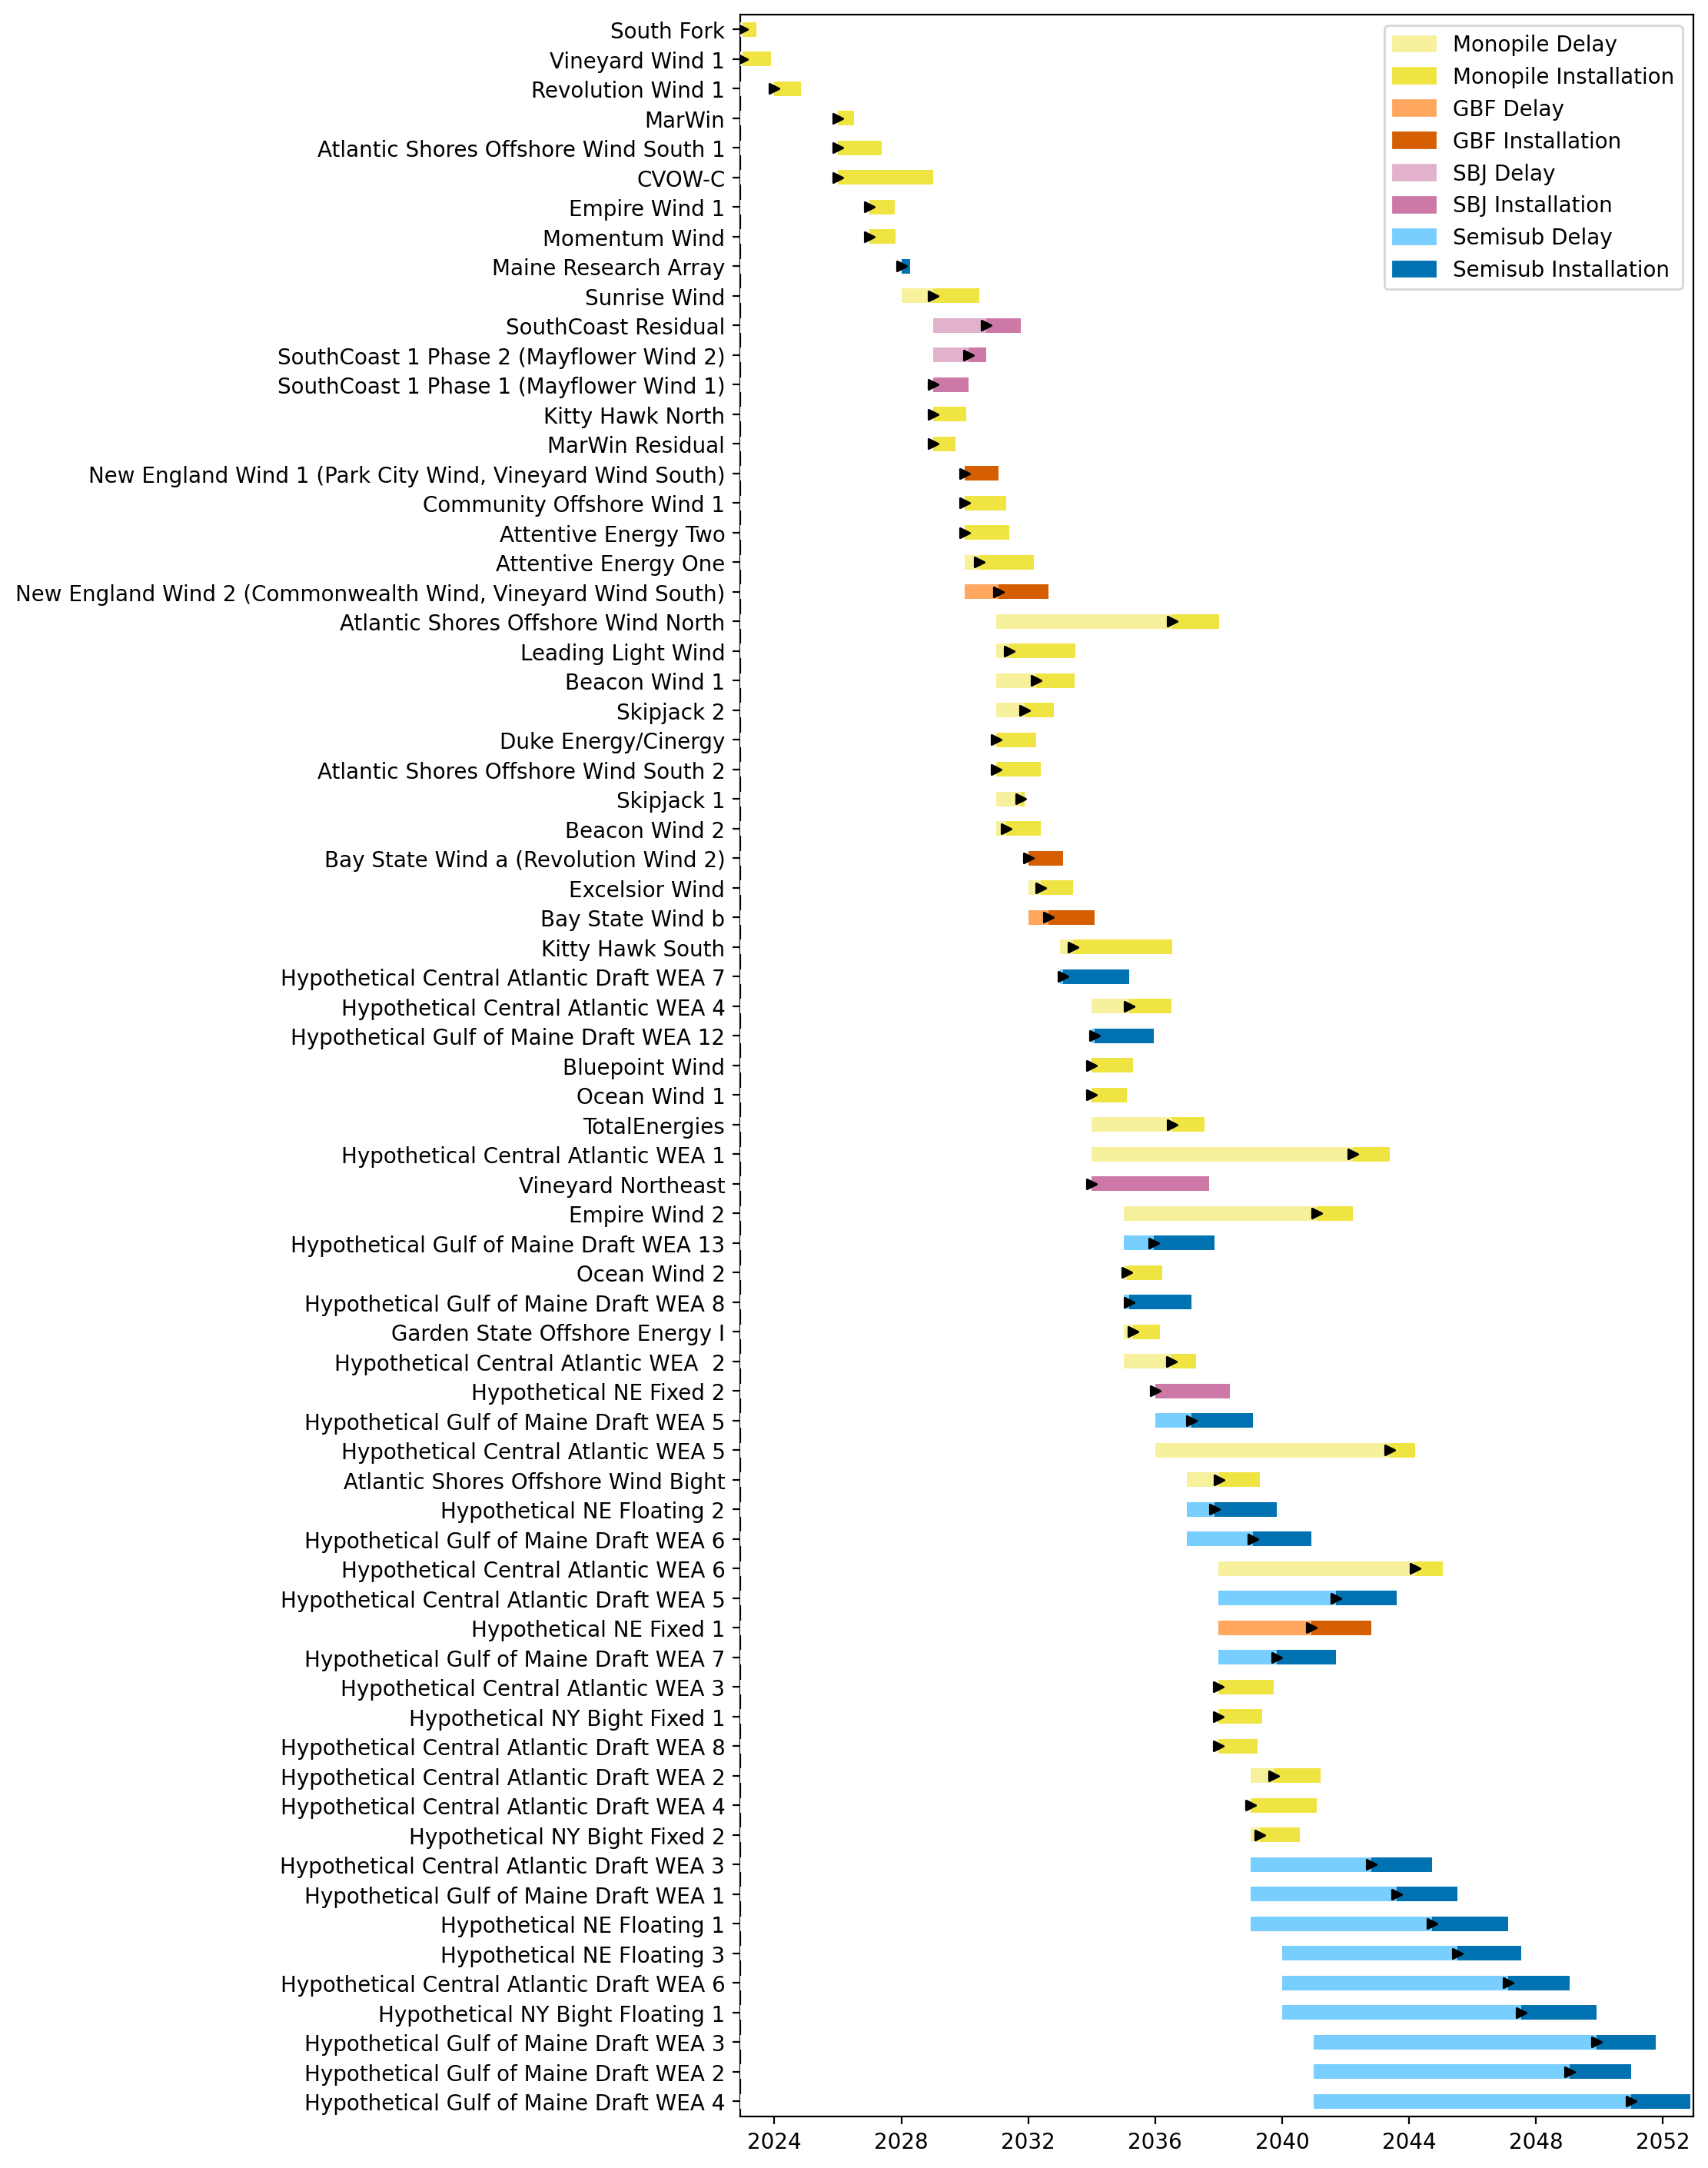 South Fork
Vineyard Wind 1
Revolution Wind 1
MarWin
Atlantic Shores Offshore Wind South 1
CVOW-C
Empire Wind 1
Momentum Wind
Maine Research Array
Sunrise Wind
SouthCoast Residual
SouthCoast 1 Phase 2 (Mayflower Wind 2)
SouthCoast 1 Phase 1 (Mayflower Wind 1)
Kitty Hawk North
MarWin Residual
New England Wind 1 (Park City Wind, Vineyard Wind South)
Community Offshore Wind 1
Attentive Energy Two
Attentive Energy One
New England Wind 2 (Commonwealth Wind, Vineyard Wind South)
Atlantic Shores Offshore Wind North
Leading Light Wind
Beacon Wind 1
Skipjack 2
Duke Energy/Cinergy
Atlantic Shores Offshore Wind South 2
Skipjack 1
Beacon Wind 2
Bay State Wind a (Revolution Wind 2)
Excelsior Wind
Bay State Wind b
Kitty Hawk South
Hypothetical Central Atlantic Draft WEA 7
Hypothetical Central Atlantic WEA 4
Hypothetical Gulf of Maine Draft WEA 12
Bluepoint Wind
Ocean Wind 1
TotalEnergies
Hypothetical Central Atlantic WEA 1
Vineyard Northeast
Empire Wind 2
Hypothetical Gulf of Maine Draft WEA 13
Ocean Wind 2
Hypothetical Gulf of Maine Draft WEA 8
Garden State Offshore Energy I
Hypothetical Central Atlantic WEA  2
Hypothetical NE Fixed 2
Hypothetical Gulf of Maine Draft WEA 5
Hypothetical Central Atlantic WEA 5
Atlantic Shores Offshore Wind Bight
Hypothetical NE Floating 2
Hypothetical Gulf of Maine Draft WEA 6
Hypothetical Central Atlantic WEA 6
Hypothetical Central Atlantic Draft WEA 5
Hypothetical NE Fixed 1
Hypothetical Gulf of Maine Draft WEA 7
Hypothetical Central Atlantic WEA 3
Hypothetical NY Bight Fixed 1
Hypothetical Central Atlantic Draft WEA 8
Hypothetical Central Atlantic Draft WEA 2
Hypothetical Central Atlantic Draft WEA 4
Hypothetical NY Bight Fixed 2
Hypothetical Central Atlantic Draft WEA 3
Hypothetical Gulf of Maine Draft WEA 1
Hypothetical NE Floating 1
Hypothetical NE Floating 3
Hypothetical Central Atlantic Draft WEA 6
Hypothetical NY Bight Floating 1
Hypothetical Gulf of Maine Draft WEA 3
Hypothetical Gulf of Maine Draft WEA 2
Hypothetical Gulf of Maine Draft WEA 4
Monopile Delay
Monopile Installation
GBF Delay
GBF Installation
SBJ Delay
SBJ Installation
Semisub Delay
Semisub Installation
2024 2028 2032 2036 2040 2044 2048 2052